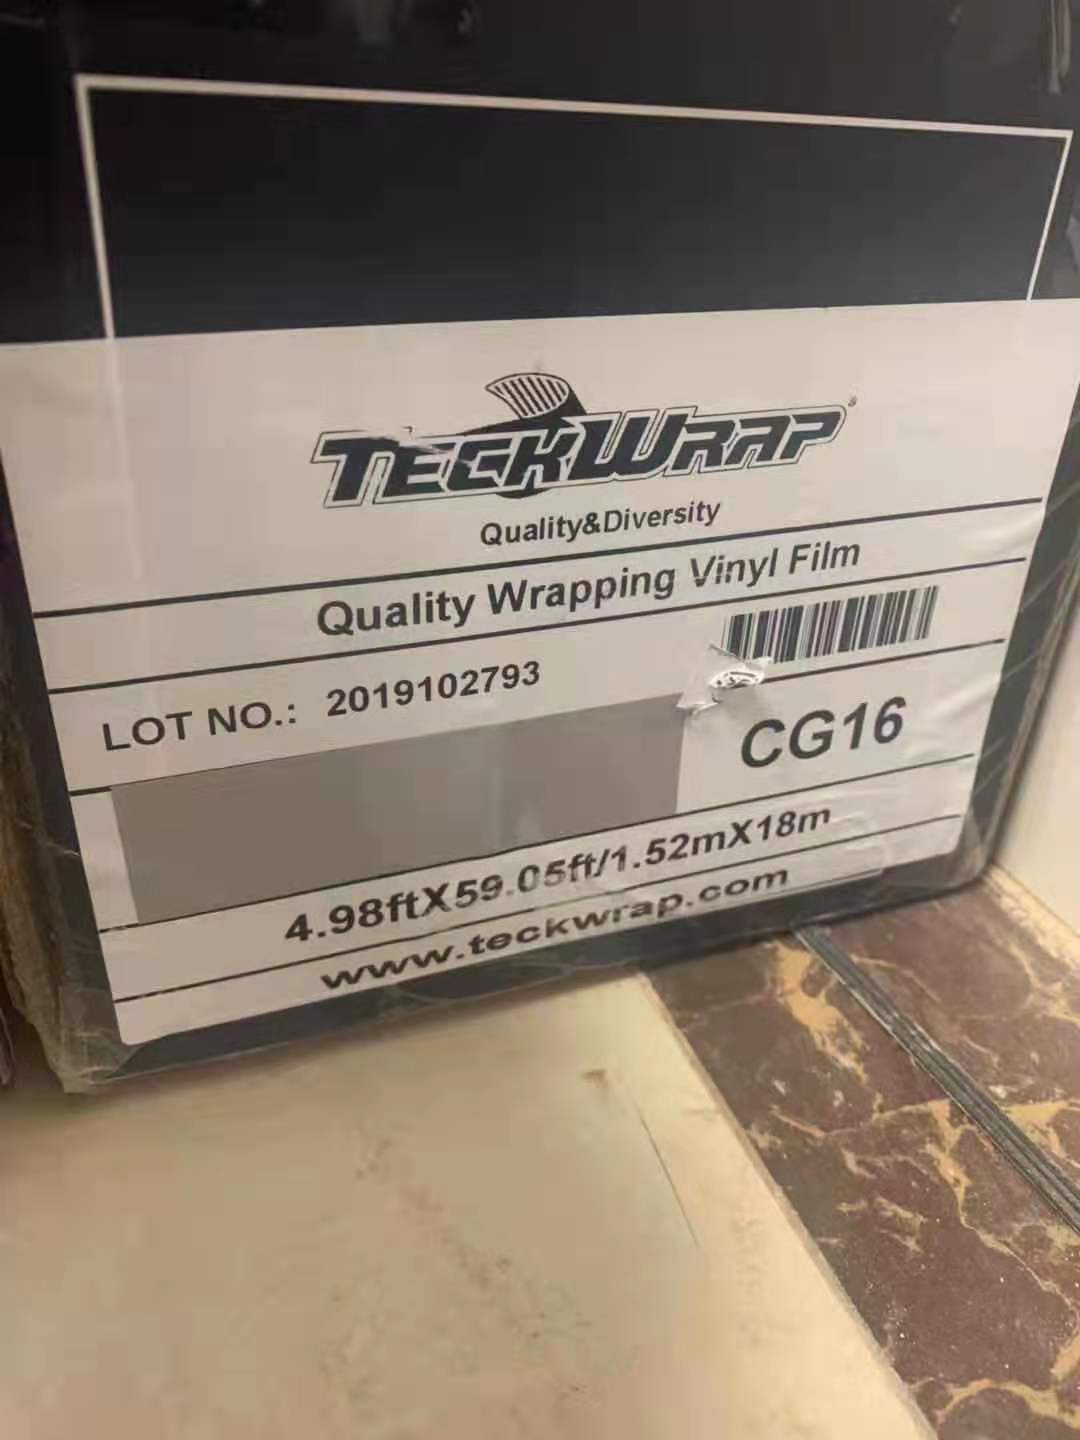 TECKWRAP
Quality&Diversity
Quality Wrapping Vinyl Film
LOT NO.: 2019102793
CG16
4.98ftX59.05ft/1.52mX18m
www.teckwrap.com